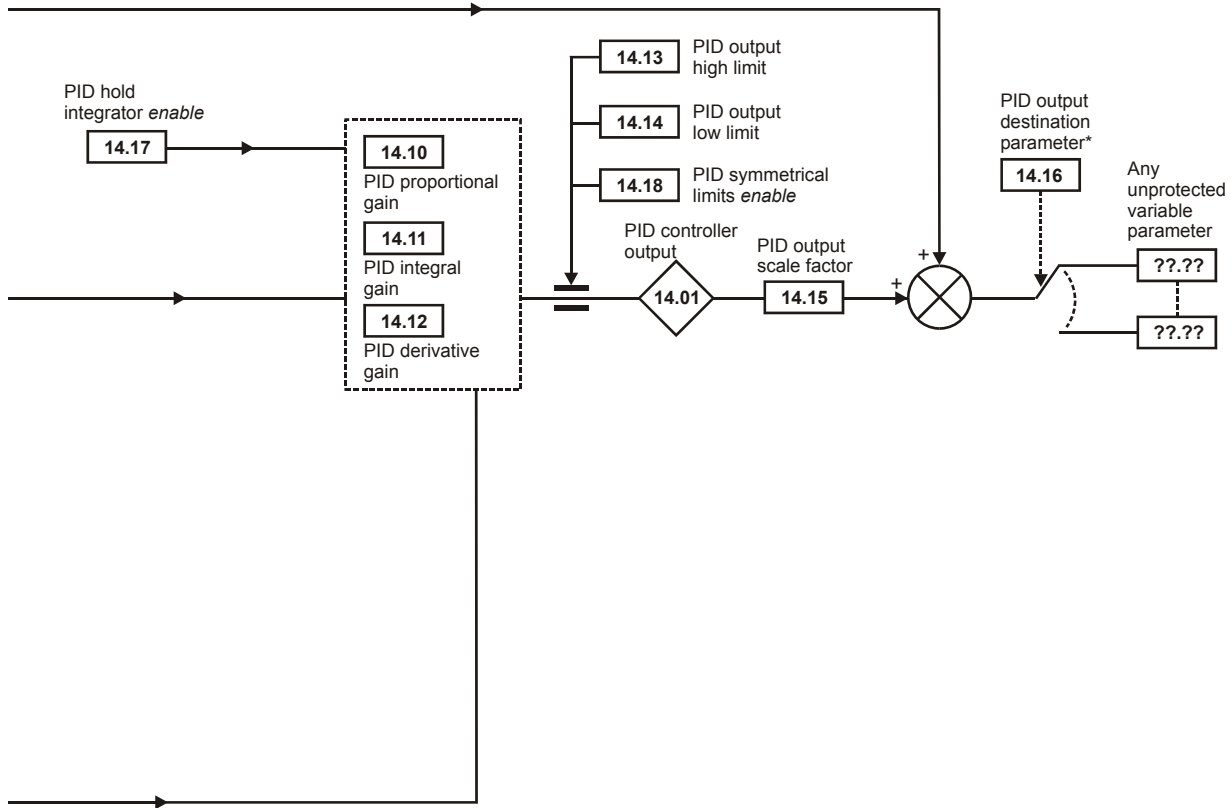 14.13
PID output
high limit
14.14
PID output
low limit
14.18
PID symmetrical
limits enable
PID hold
integrator enable
14.17
14.10
PID proportional
gain
14.11
PID integral
gain
14.12
PID derivative
gain
PID controller
output
14.01
PID output
scale factor
14.15
+
+
PID output
destination
parameter*
14.16
Any
unprotected
variable
parameter
??.??
??.??